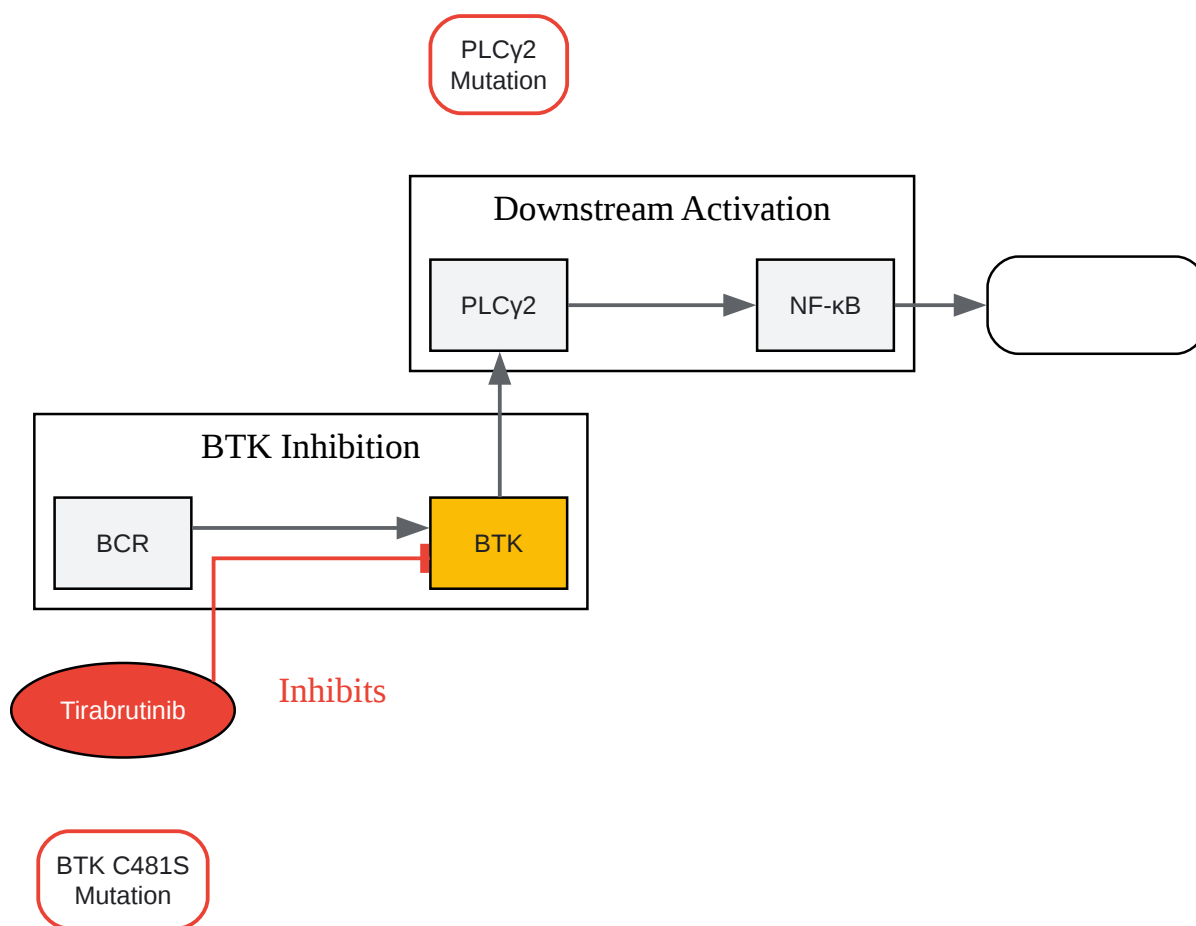 PLCγ2
Mutation
Downstream Activation
PLCγ2
NF-κB
BTK Inhibition
BCR
BTK
Tirabrutinib
Inhibits
BTK C481S
Mutation